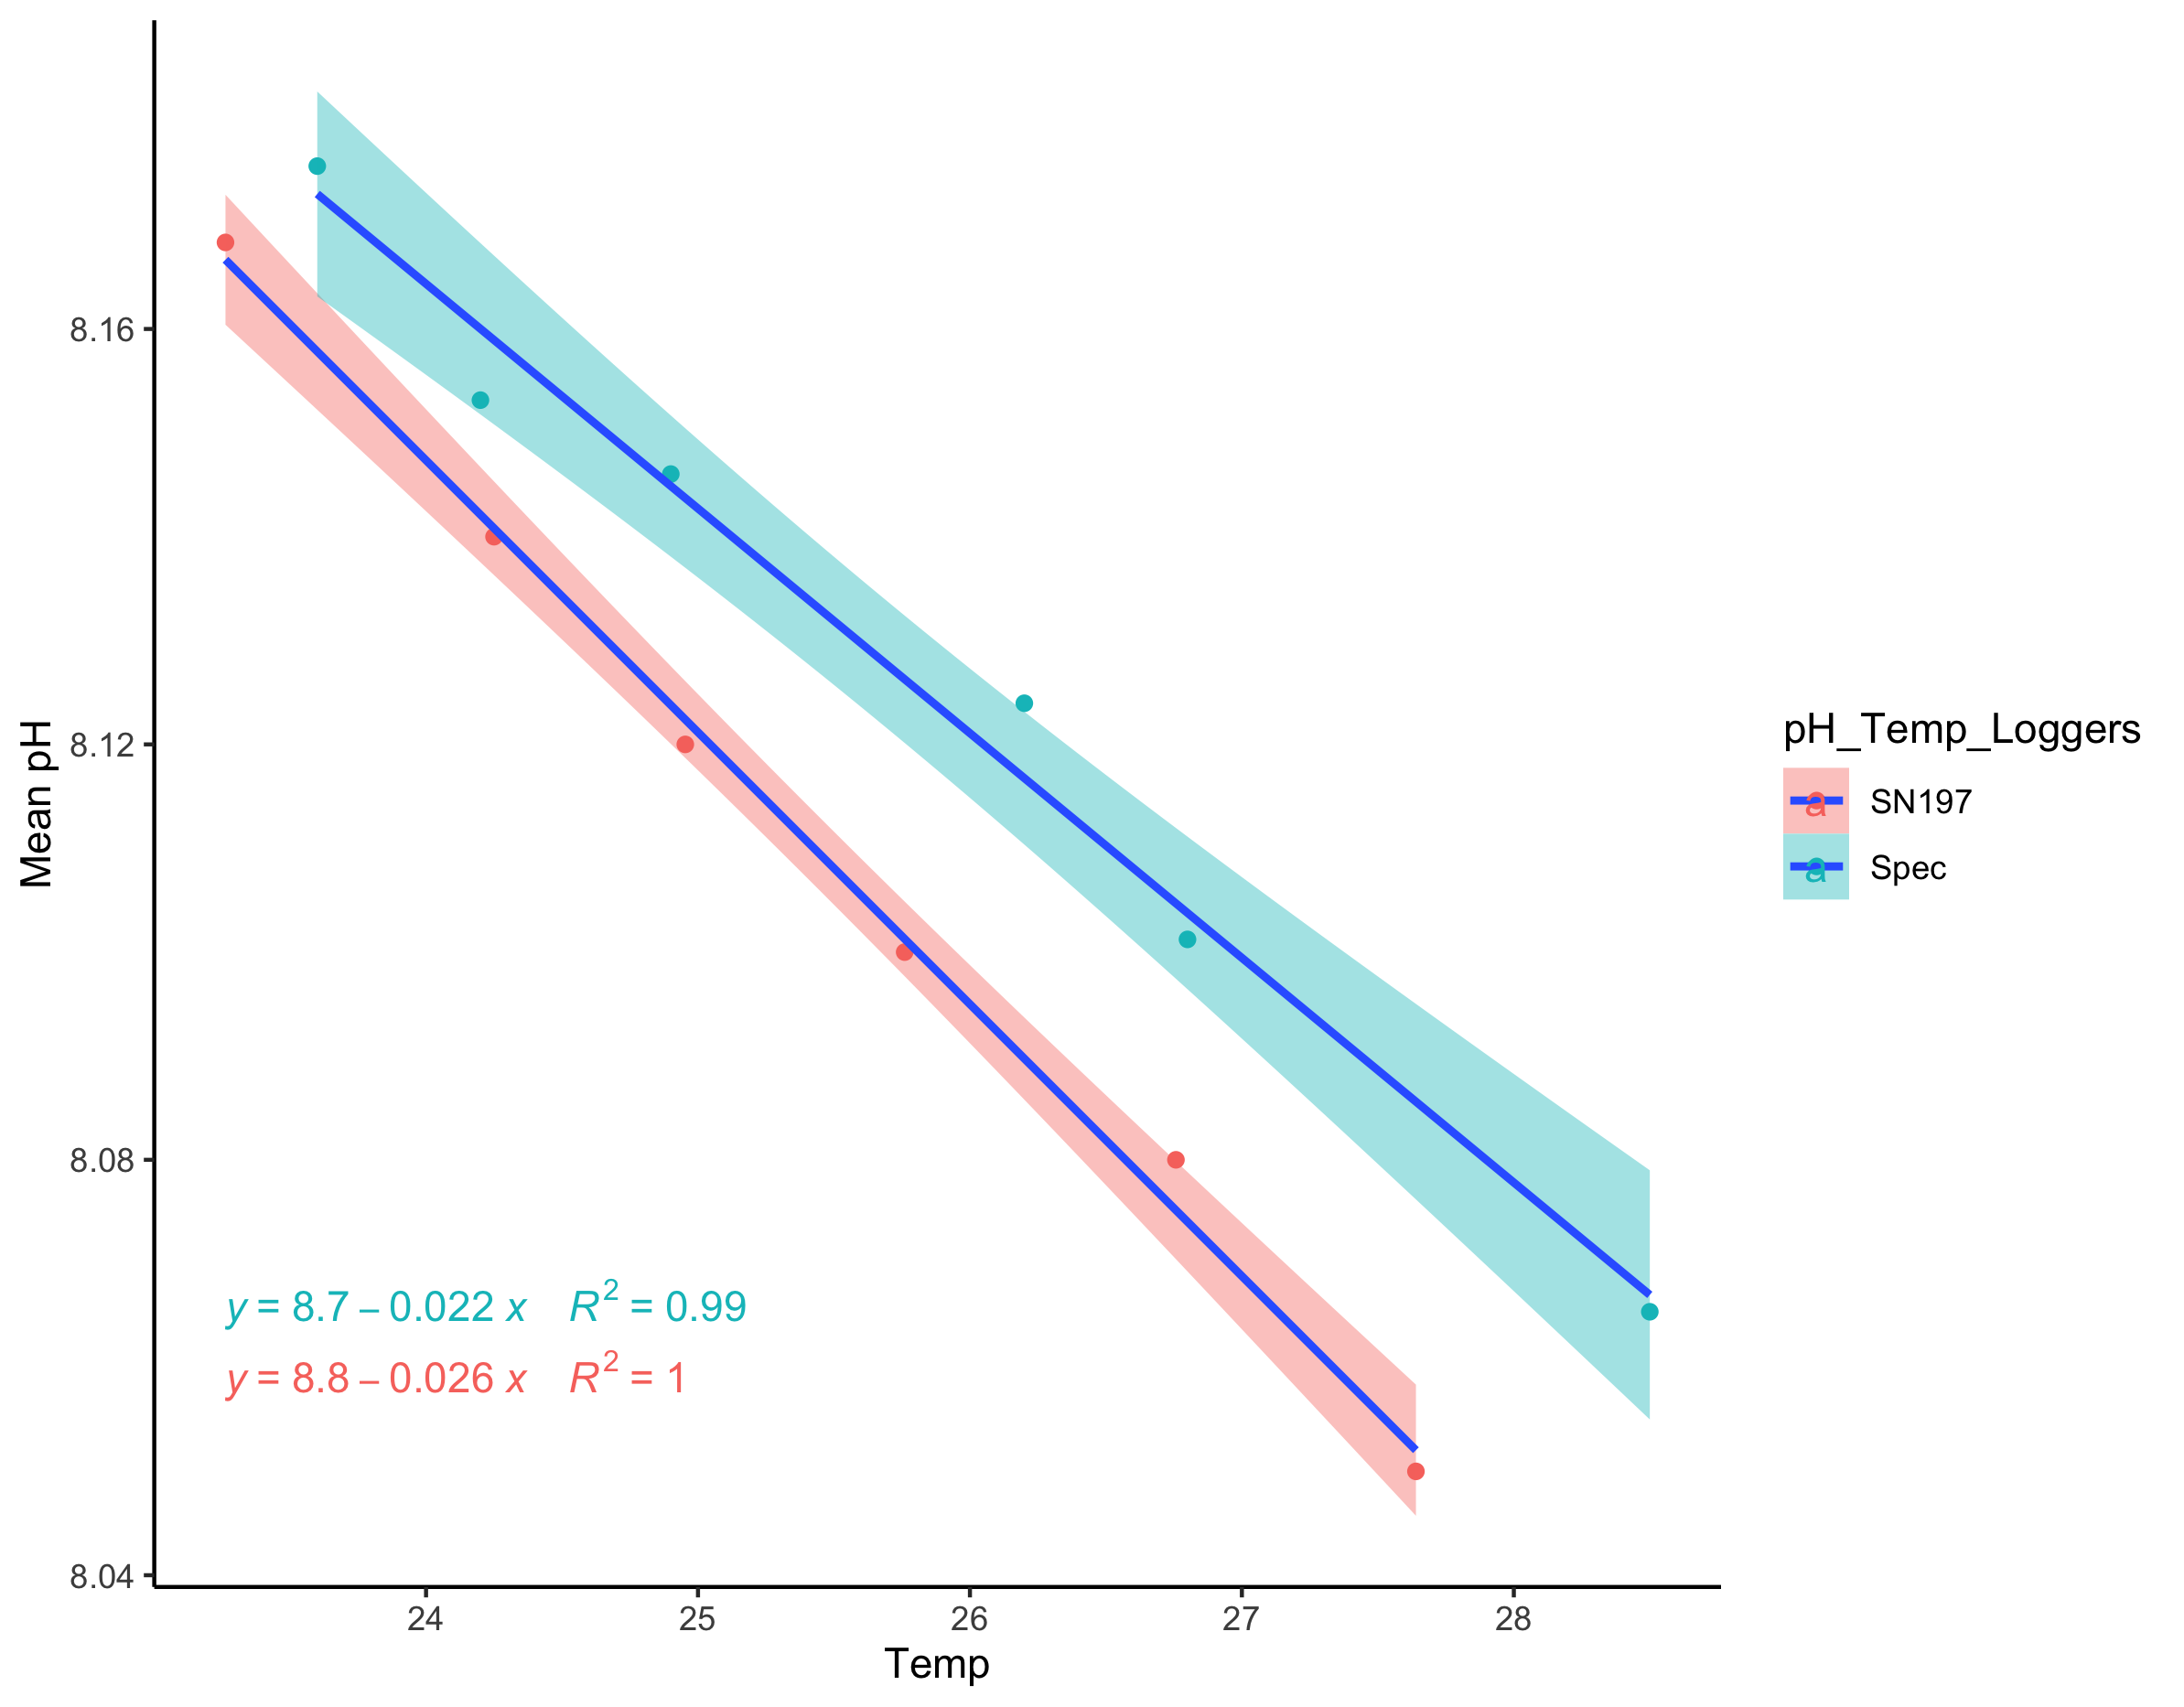 8.16
8.12
8.08
8.04
Mean pH
y = 8.7 – 0.022 x R² = 0.99
y = 8.8 – 0.026 x R² = 1
24 25 26 27 28
Temp
pH_Temp_Loggers
a SN197
a Spec